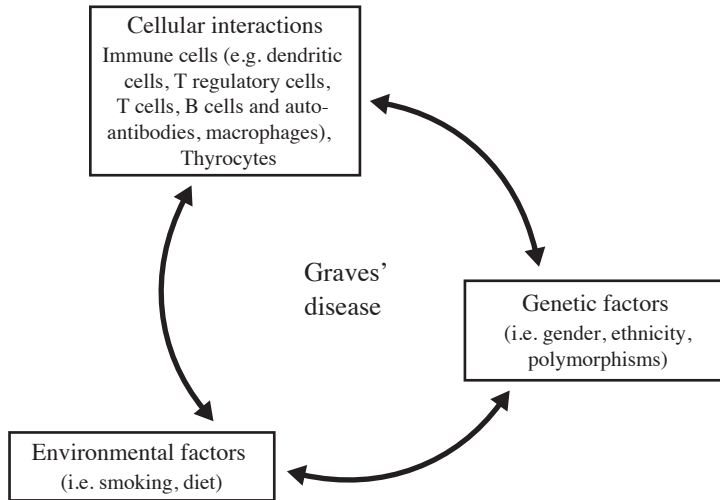 Cellular interactions
Immune cells (e.g. dendritic
cells, T regulatory cells,
T cells, B cells and auto-
antibodies, macrophages),
Thyrocytes
Graves’
disease
Genetic factors
(i.e. gender, ethnicity,
polymorphisms)
Environmental factors
(i.e. smoking, diet)